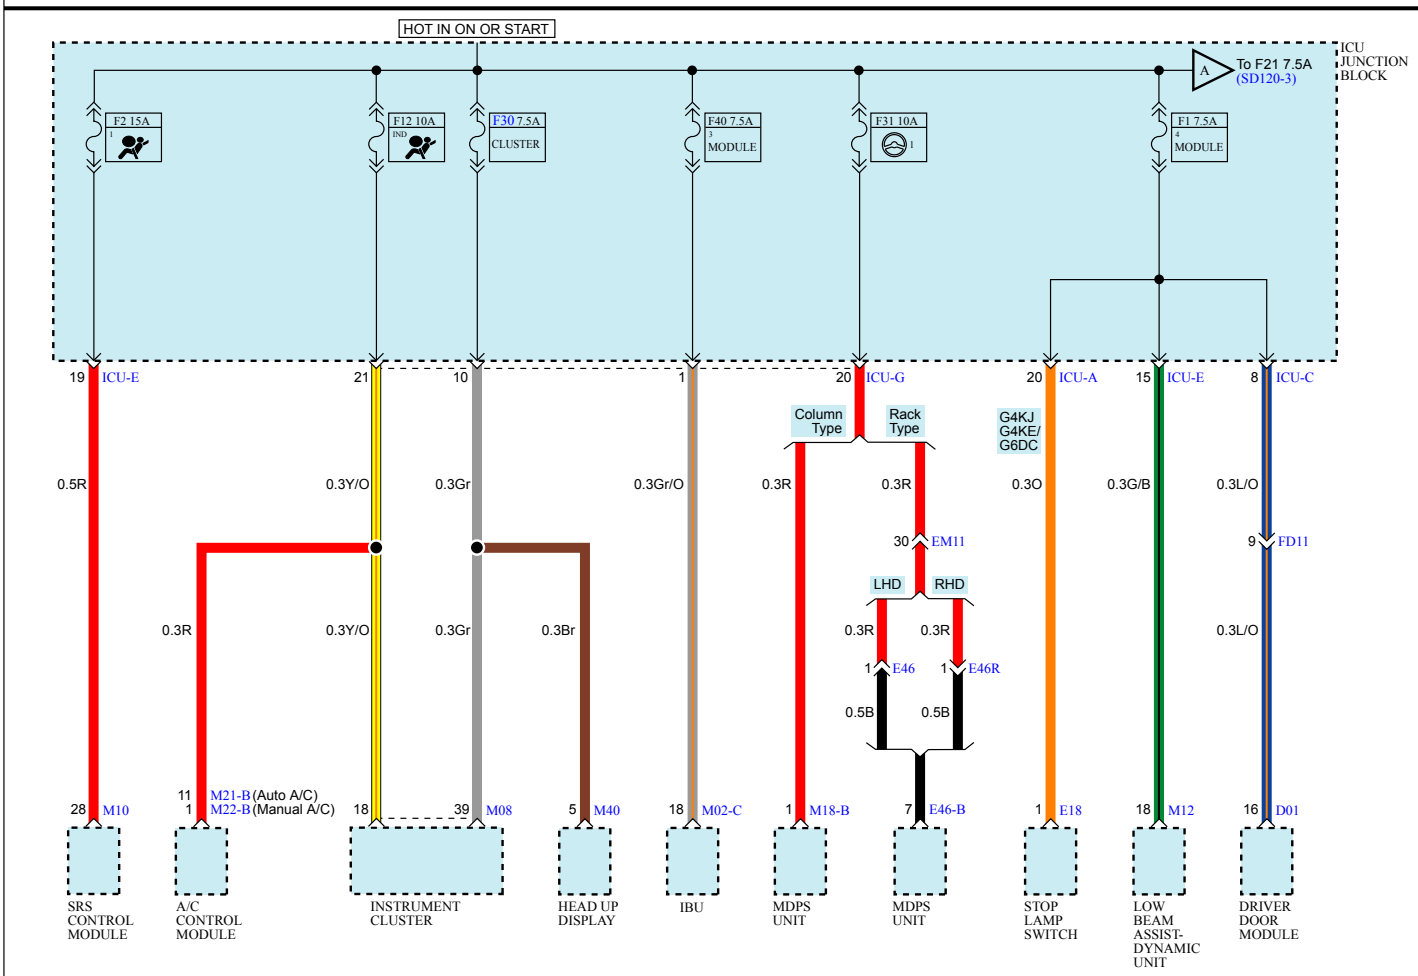 HOT IN ON OR START
ICU
JUNCTION
BLOCK
A
To F21 7.5A
(SD120-3)
F2 15A
1
F12 10A
IND
F30 7.5A
CLUSTER
F40 7.5A
3
MODULE
F31 10A
1
F1 7.5A
4
MODULE
19 ICU-E
21
10
1
20 ICU-G
20 ICU-A
15 ICU-E
8 ICU-C
Column
Type
Rack
Type
G4KJ
G4KE/
G6DC
0.5R
0.3Y/O
0.3Gr
0.3Gr/O
0.3R
0.3R
0.3O
0.3G/B
0.3L/O
30 EM11
9 FD11
LHD
RHD
0.3R
0.3Y/O
0.3Gr
0.3Br
0.3R
0.3R
0.3L/O
1 E46
1 E46R
0.5B
0.5B
11 M21-B (Auto A/C)
1 M22-B (Manual A/C)
28 M10
18
39 M08
5 M40
18 M02-C
1 M18-B
7 E46-B
1 E18
18 M12
16 D01
SRS
CONTROL
MODULE
A/C
CONTROL
MODULE
INSTRUMENT
CLUSTER
HEAD UP
DISPLAY
IBU
MDPS
UNIT
MDPS
UNIT
STOP
LAMP
SWITCH
LOW
BEAM
ASSIST-
DYNAMIC
UNIT
DRIVER
DOOR
MODULE